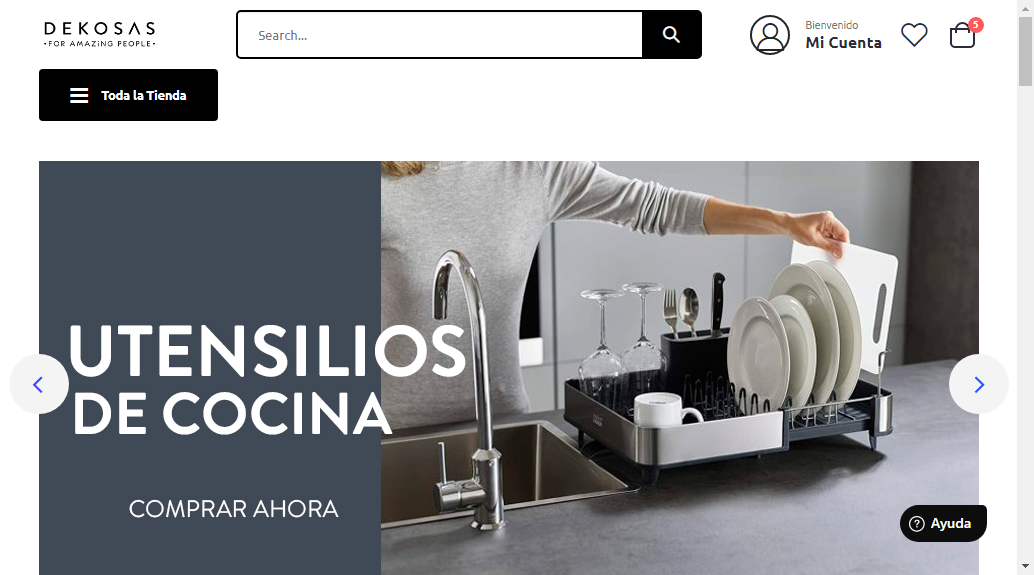 DEKOSAS
•FOR AMAZING PEOPLE•
Search...
Bienvenido
Mi Cuenta
5
Toda la Tienda
UTENSILIOS
DE COCINA
COMPRAR AHORA
Ayuda